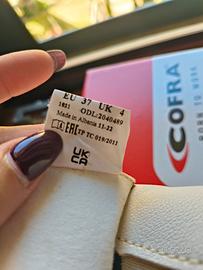 EU 37 UK 4
1881 ODL:2040489
Made in Albania 11-22
EAC TP TC 019/2011
UK
CA
COFRA